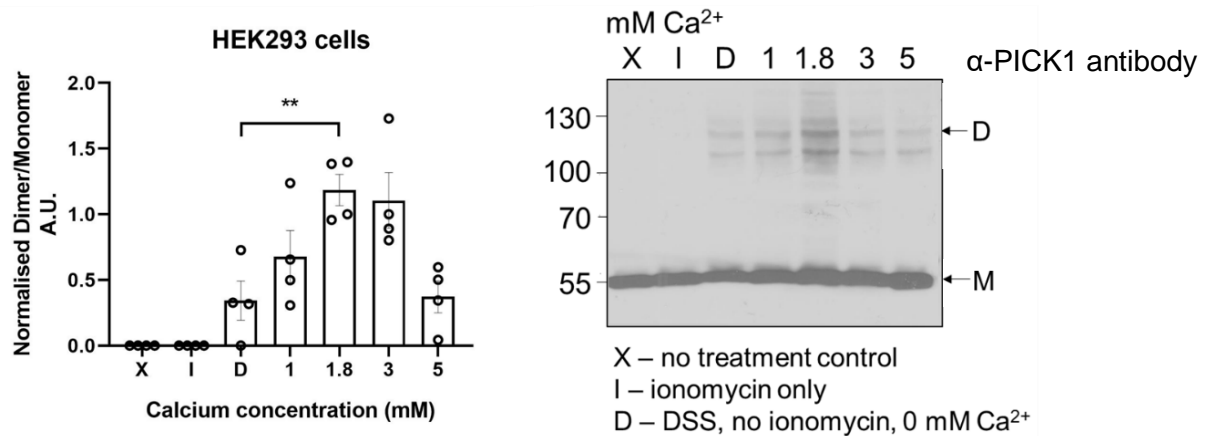 HEK293 cells
Normalised Dimer/Monomer
A.U.
2.0
1.5
1.0
0.5
0.0
**
X I D 1 1.8 3 5
Calcium concentration (mM)
mM Ca²⁺
X I D 1 1.8 3 5 α-PICK1 antibody
130
100
70
55
D
M
X – no treatment control
I – ionomycin only
D – DSS, no ionomycin, 0 mM Ca²⁺